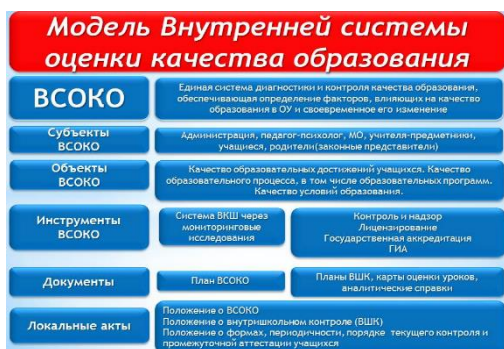 Модель Внутренней системы
оценки качества образования
ВСОКО
Единая система диагностики и контроля качества образования,
обеспечивающая определение факторов, влияющих на качество
образования в ОУ и своевременное его изменение
Субъекты
ВСОКО
Администрация, педагог-психолог, МО, учителя-предметники,
учащиеся, родители(законные представители)
Объекты
ВСОКО
Качество образовательных достижений учащихся. Качество
образовательного процесса, в том числе образовательных программ.
Качество условий образования.
Инструменты
ВСОКО
Система ВКШ через
мониторинговые
исследования
Контроль и надзор
Лицензирование
Государственная аккредитация
ГИА
Документы
План ВСОКО
Планы ВШК, карты оценки уроков,
аналитические справки
Локальные акты
Положение о ВСОКО
Положение о внутришкольном контроле (ВШК)
Положение о формах, периодичности, порядке текущего контроля и
промежуточной аттестации учащихся